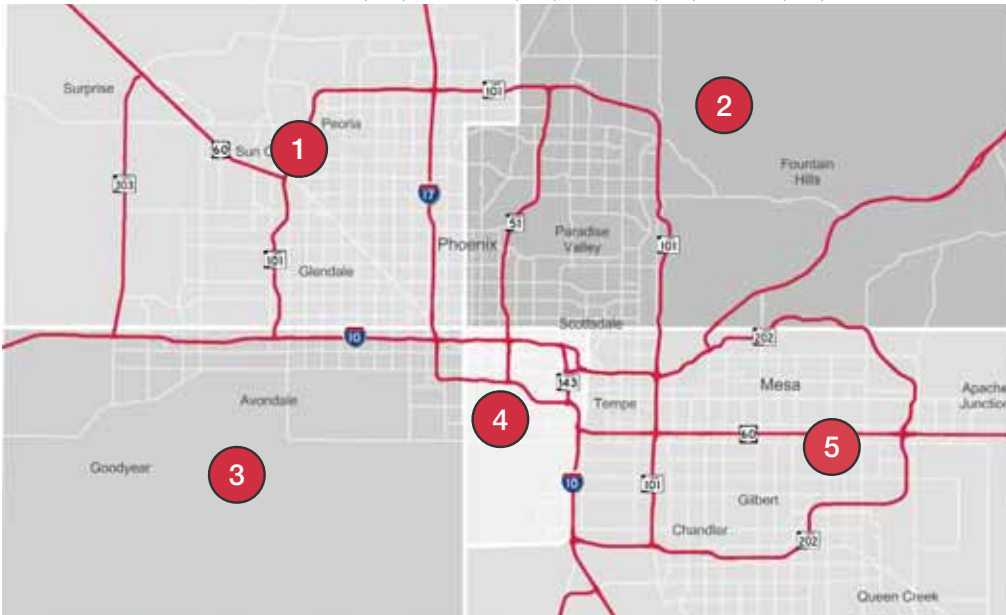 2
101
Surprise
1
Peoria
60
Sun
Fountain
Hills
303
17
51
Paradise
Valley
Phoenix
101
101
Glendale
Scottsdale
10
202
143
Mesa
Apache
Junction
Avondale
Tempe
4
60
5
Goodyear
3
10
101
Gilbert
Chandler
202
Queen Creek